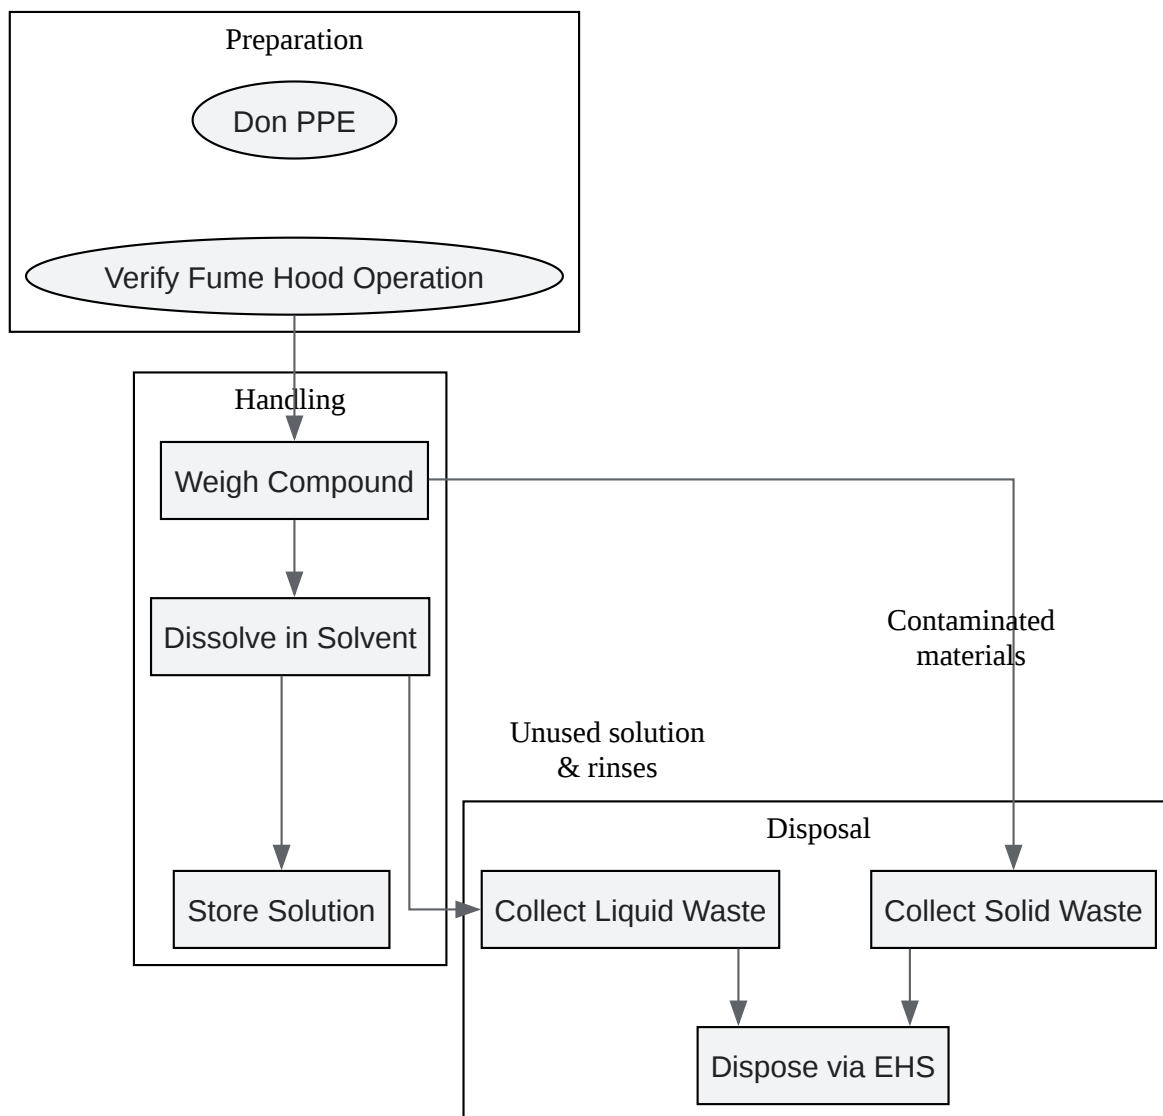 Preparation
Don PPE
Verify Fume Hood Operation
Handling
Weigh Compound
Dissolve in Solvent
Contaminated
materials
Unused solution
& rinses
Disposal
Store Solution
Collect Liquid Waste
Collect Solid Waste
Dispose via EHS